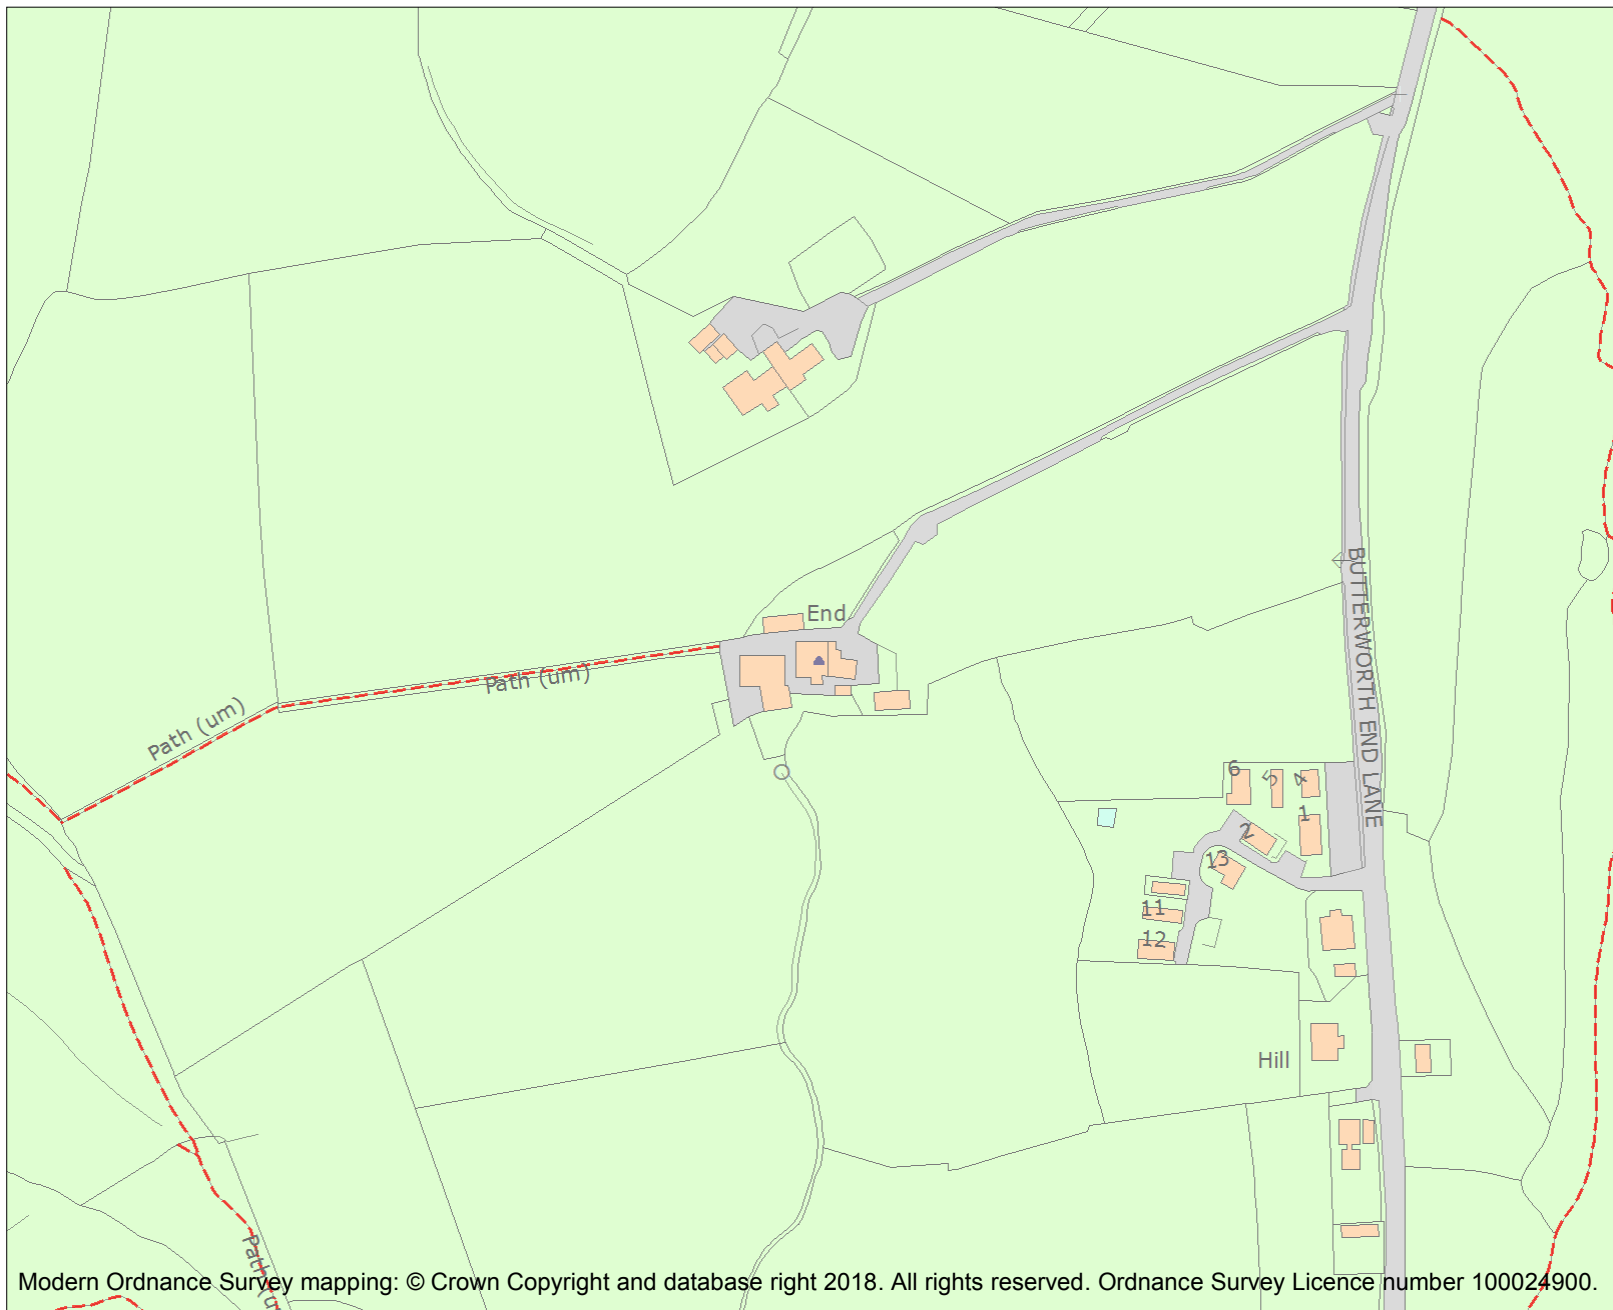 End
Path (um)
Path (um)
BUTTERWORTH END LANE
6
5
4
1
2
13
11
12
Hill
Path (u
Modern Ordnance Survey mapping: © Crown Copyright and database right 2018. All rights reserved. Ordnance Survey Licence number 100024900.